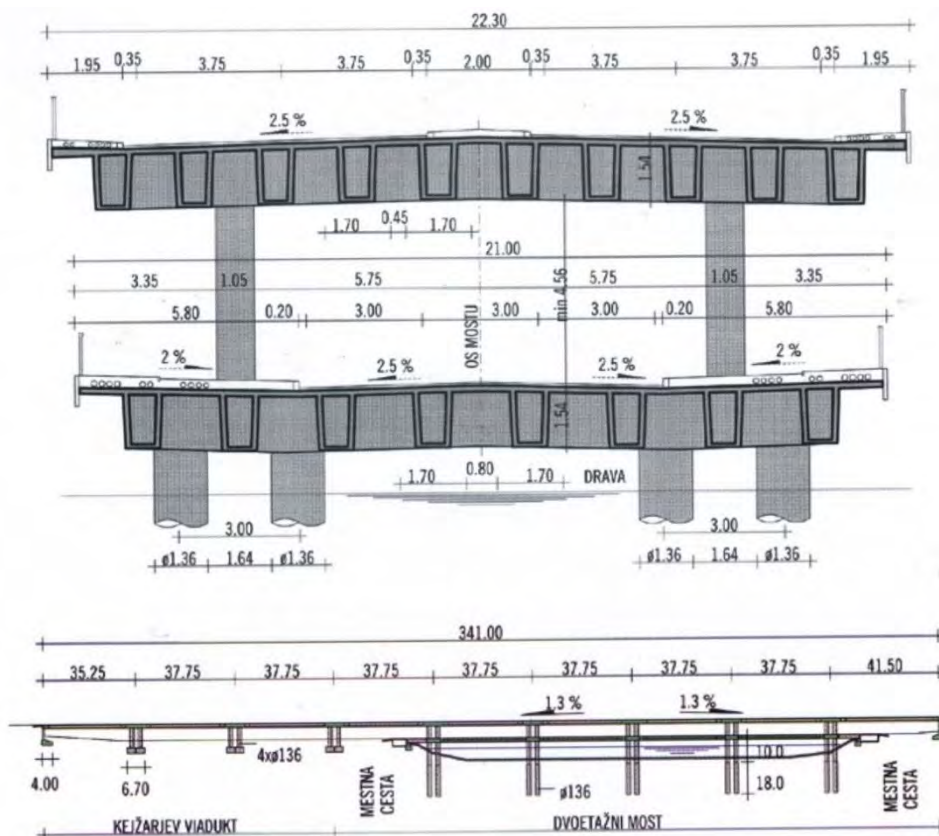 22.30
1.95 0,35 3.75 3.75 0.35 2.00 0.35 3.75 3.75 0.35 1.95
2.5 % 2.5 %
1.54
1.70 0.45 1.70
21.00
3.35 1.05 5.75 5.75 1.05 3.35
min 4.56
5.80 0.20 3.00 3.00 3.00 0.20 5.80
OS MOSTU
2 % 2.5 % 2.5 % 2 %
1.54
1.70 0.80 1.70 DRAVA
3.00 3.00
ø1.36 1.64 ø1.36 ø1.36 1.64 ø1.36
341.00
35.25 37.75 37.75 37.75 37.75 37.75 37.75 37.75 41.50
1.3 % 1.3 %
4.00 6.70 4xø136 MESTNA CESTA ø136 10.0 18.0 MESTNA CESTA
KEJŽARJEV VIADUKT DVOETAŽNI MOST